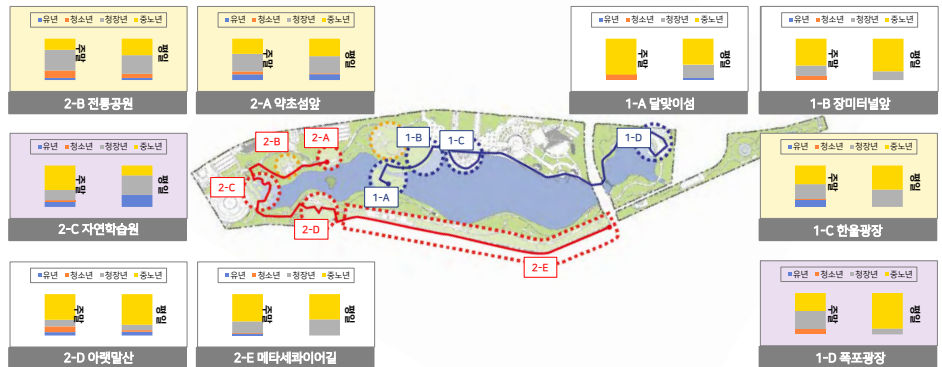 ■유년 ■청소년 ■청장년 ■중노년
주말 평일
2-B 전통공원
■유년 ■청소년 ■청장년 ■중노년
주말 평일
2-A 약초섬앞
■유년 ■청소년 ■청장년 ■중노년
주말 평일
1-A 달맞이섬
■유년 ■청소년 ■청장년 ■중노년
주말 평일
1-B 장미터널앞
■유년 ■청소년 ■청장년 ■중노년
주말 평일
2-C 자연학습원
2-B
2-A
1-B
1-C
1-D
2-C
1-A
2-D
2-E
■유년 ■청소년 ■청장년 ■중노년
주말 평일
1-C 한울광장
■유년 ■청소년 ■청장년 ■중노년
주말 평일
2-D 아랫말산
■유년 ■청소년 ■청장년 ■중노년
주말 평일
2-E 메타세콰이어길
■유년 ■청소년 ■청장년 ■중노년
주말 평일
1-D 폭포광장